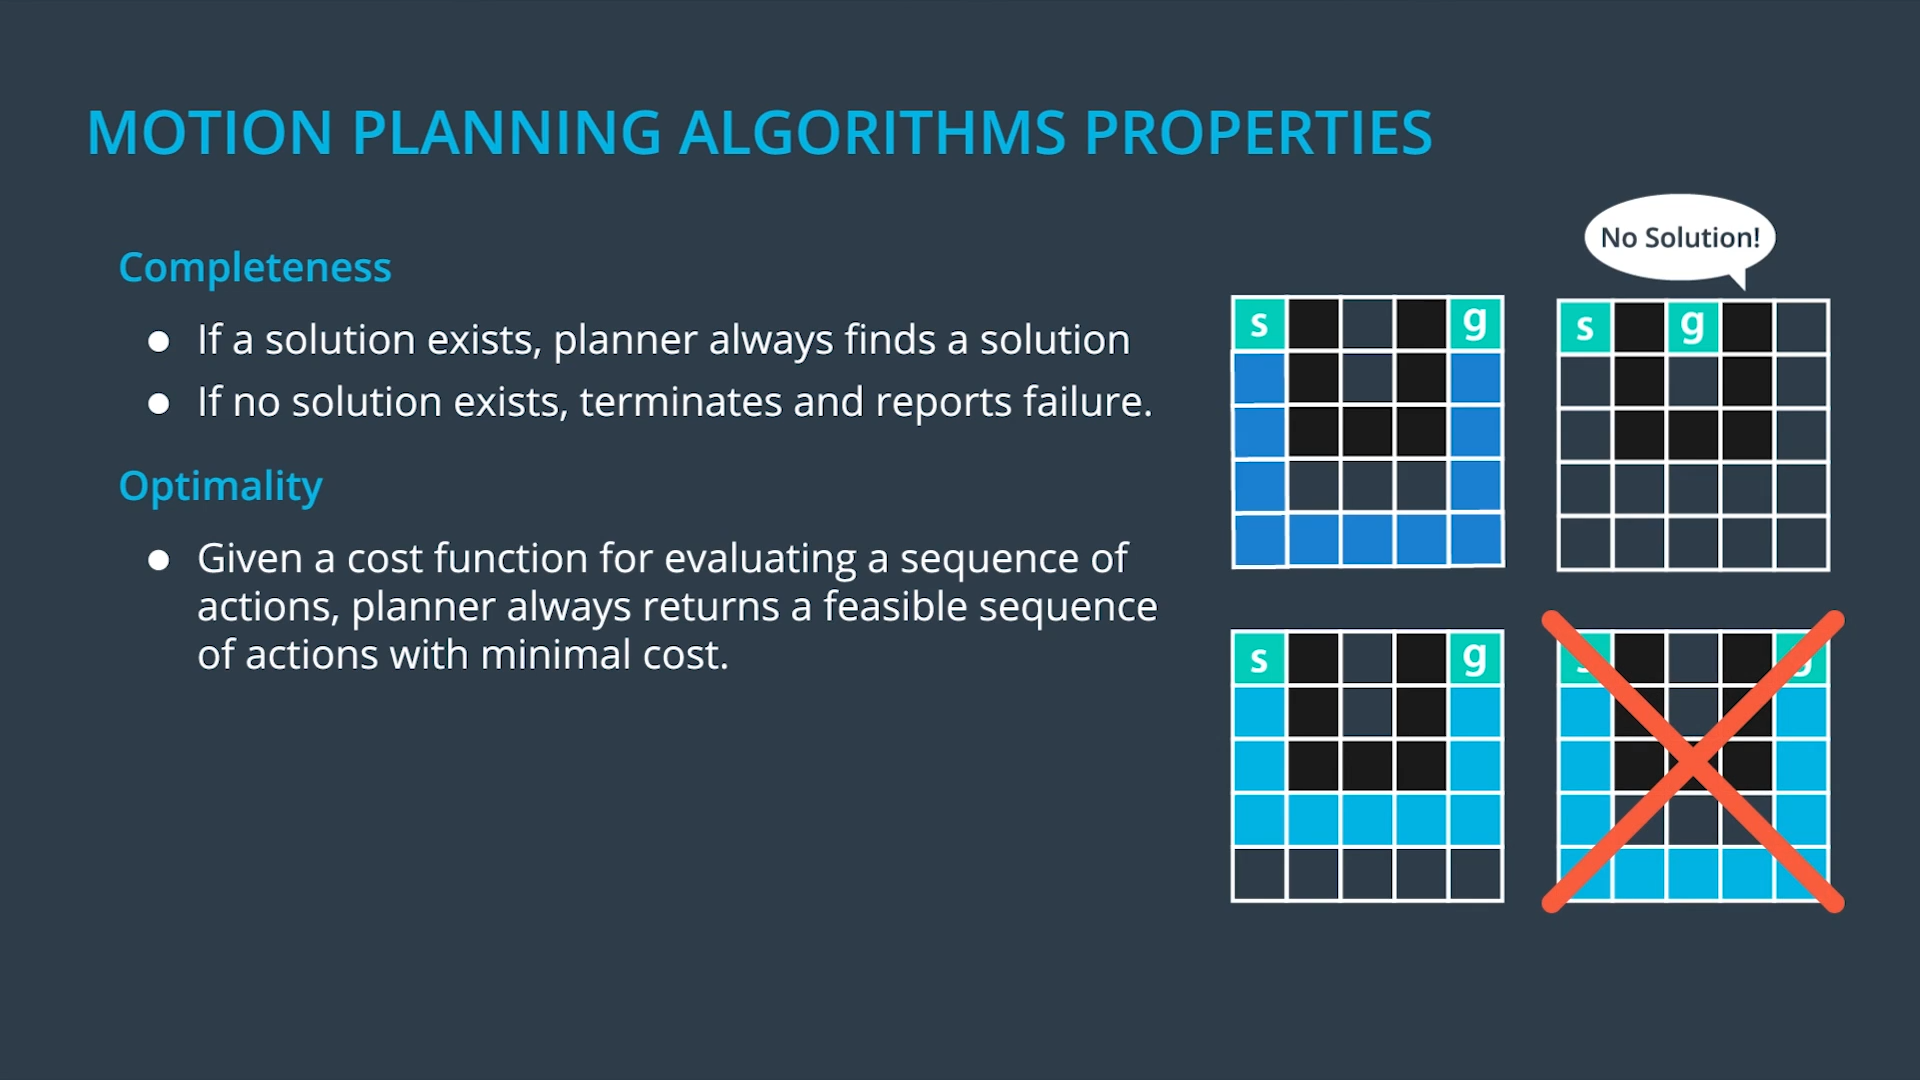 MOTION PLANNING ALGORITHMS PROPERTIES
Completeness
● If a solution exists, planner always finds a solution
● If no solution exists, terminates and reports failure.
Optimality
● Given a cost function for evaluating a sequence of
actions, planner always returns a feasible sequence
of actions with minimal cost.
No Solution!
s g
s g
s g
s g